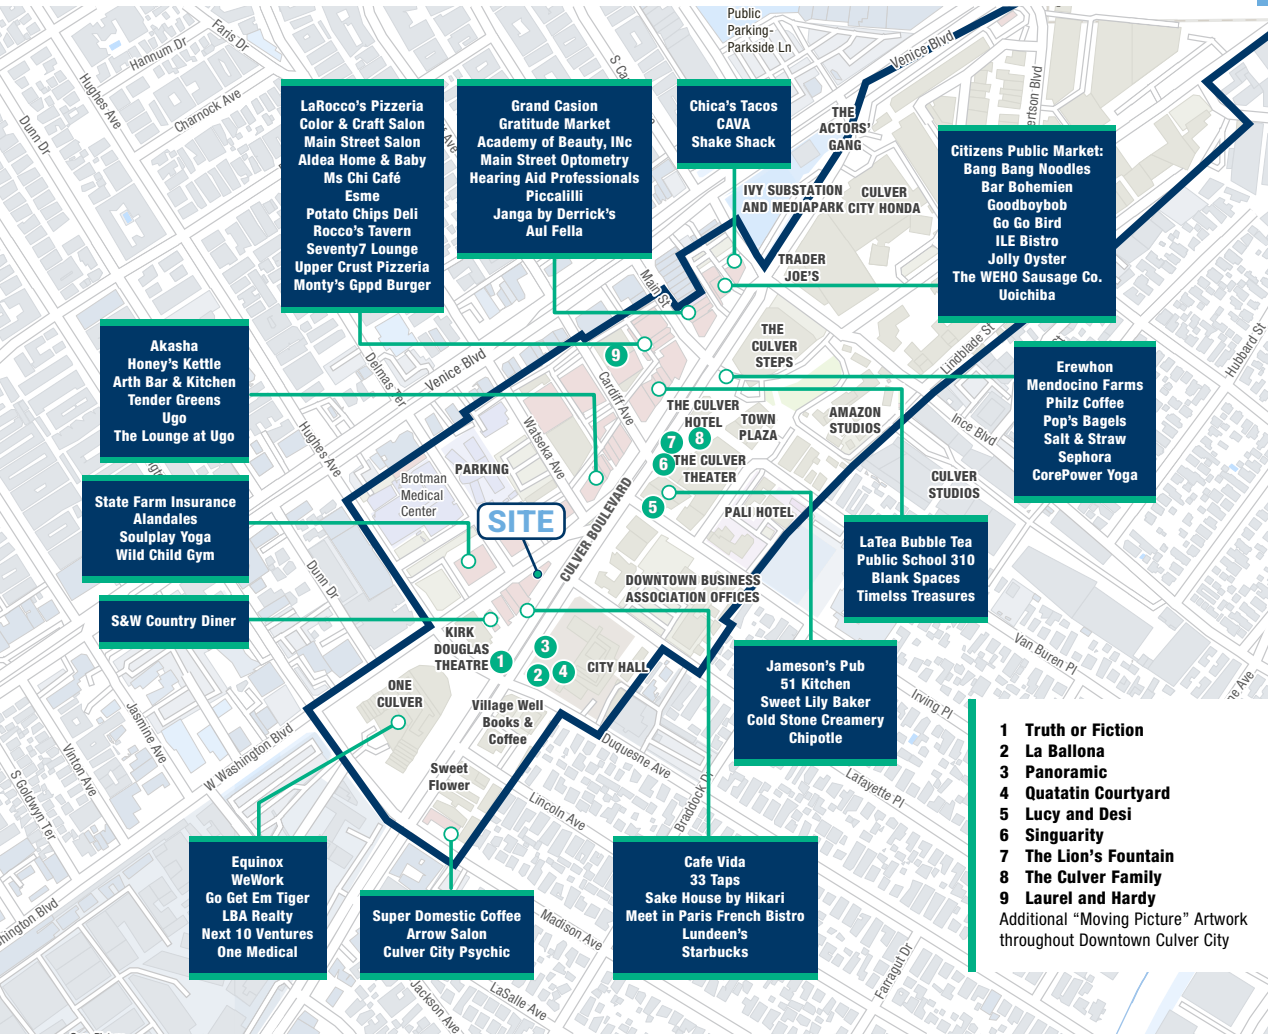 Public
Parking-
Parkside Ln
Faris Dr
Hannum Dr
Hughes Ave
Charnock Ave
Dunn Dr
Venice Blvd
LaRocco's Pizzeria
Color & Craft Salon
Main Street Salon
Aldea Home & Baby
Ms Chi Café
Esme
Potato Chips Deli
Rocco's Tavern
Seventy7 Lounge
Upper Crust Pizzeria
Monty's Gppd Burger
Grand Casion
Gratitude Market
Academy of Beauty, INc
Main Street Optometry
Hearing Aid Professionals
Piccalilli
Janga by Derrick's
Aul Fella
Chica's Tacos
CAVA
Shake Shack
THE
ACTORS'
GANG
Citizens Public Market:
Bang Bang Noodles
Bar Bohemien
Goodboybob
Go Go Bird
ILE Bistro
Jolly Oyster
The WEHO Sausage Co.
Uoichiba
IVY SUBSTATION
AND MEDIAPARK
CULVER
CITY HONDA
TRADER
JOE'S
Main St
THE
CULVER
STEPS
Lindblade St
Hubbard St
Akasha
Honey's Kettle
Arth Bar & Kitchen
Tender Greens
Ugo
The Lounge at Ugo
Delmas Ter
Venice Blvd
9
Cardiff Ave
Erewhon
Mendocino Farms
Philz Coffee
Pop's Bagels
Salt & Straw
Sephora
CorePower Yoga
THE CULVER
HOTEL
TOWN
PLAZA
AMAZON
STUDIOS
Ince Blvd
Hughes Ave
Watseka Ave
7
8
6
THE CULVER
THEATER
PARKING
Brotman
Medical
Center
CULVER
STUDIOS
State Farm Insurance
Alandales
Soulplay Yoga
Wild Child Gym
SITE
5
PALI HOTEL
CULVER BOULEVARD
LaTea Bubble Tea
Public School 310
Blank Spaces
Timelss Treasures
Dunn Dr
DOWNTOWN BUSINESS
ASSOCIATION OFFICES
S&W Country Diner
KIRK
DOUGLAS
THEATRE
1
3
2
4
CITY HALL
Van Buren Pl
Jameson's Pub
51 Kitchen
Sweet Lily Baker
Cold Stone Creamery
Chipotle
Irving Pl
ONE
CULVER
Village Well
Books &
Coffee
Jasmine Ave
W Washington Blvd
Vinton Ave
S Goldwyn Ter
Duquesne Ave
Sweet
Flower
Lincoln Ave
Braddock Dr
Lafayette Pl
1 Truth or Fiction
2 La Ballona
3 Panoramic
4 Quatatin Courtyard
5 Lucy and Desi
6 Singuarity
7 The Lion's Fountain
8 The Culver Family
9 Laurel and Hardy
Additional “Moving Picture” Artwork
throughout Downtown Culver City
Equinox
WeWork
Go Get Em Tiger
LBA Realty
Next 10 Ventures
One Medical
Super Domestic Coffee
Arrow Salon
Culver City Psychic
Cafe Vida
33 Taps
Sake House by Hikari
Meet in Paris French Bistro
Lundeen's
Starbucks
Madison Ave
Farragut Dr
Jackson Ave
LaSalle Ave